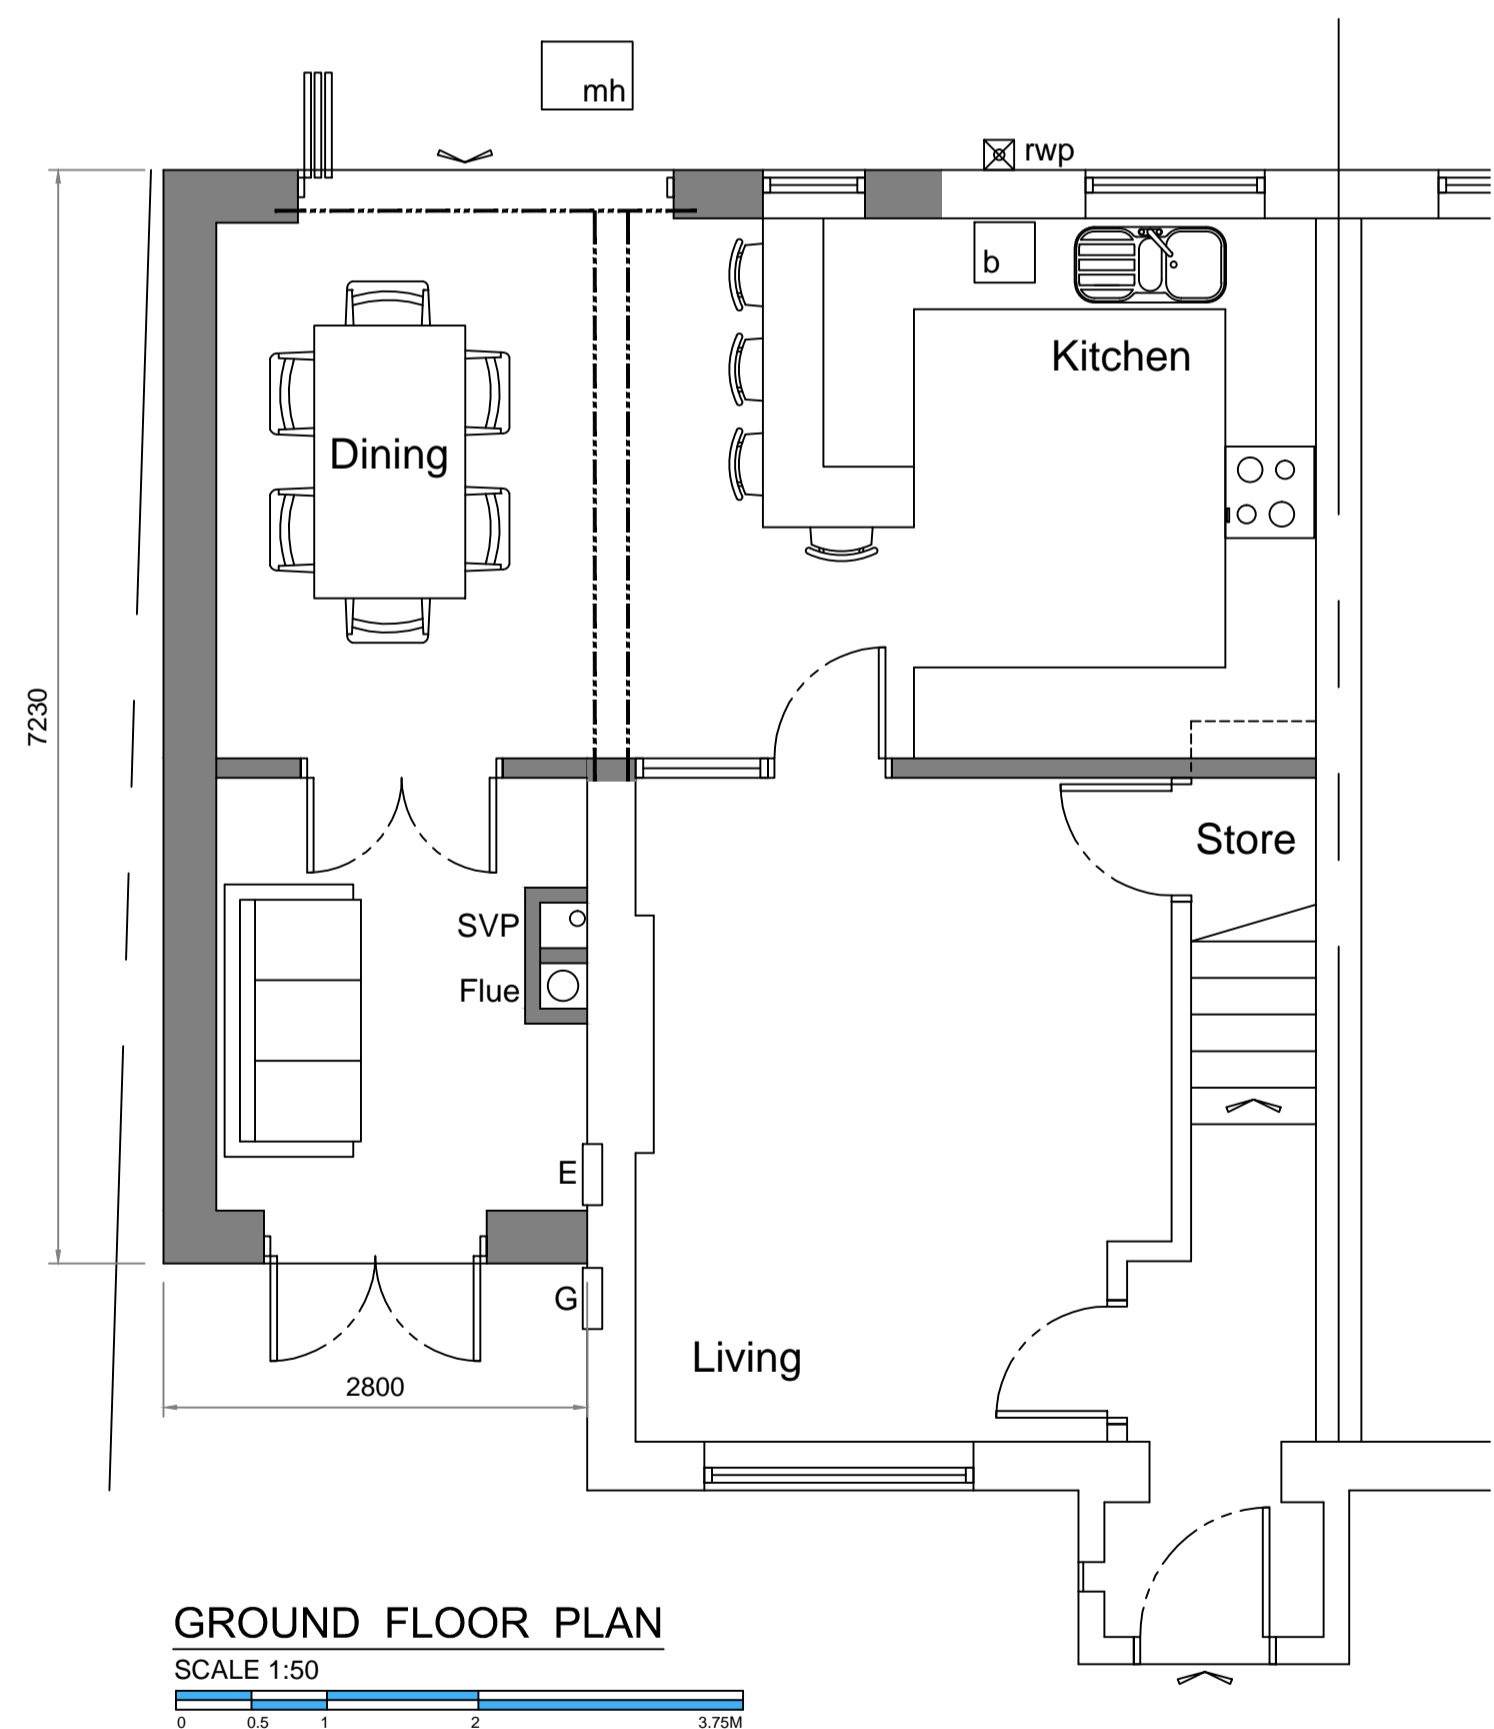 mh
rwp
b
Kitchen
Dining
7230
Store
SVP
Flue
E
G
Living
2800
GROUND FLOOR PLAN
SCALE 1:50
0 0.5 1 2 3.75M